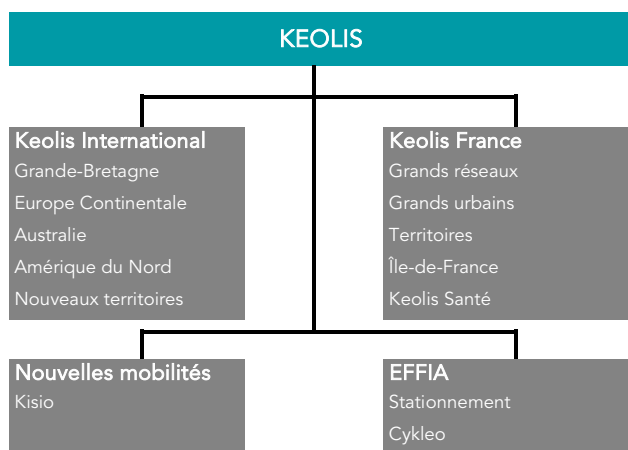 KEOLIS
Keolis International
Grande-Bretagne
Europe Continentale
Australie
Amérique du Nord
Nouveaux territoires
Keolis France
Grands réseaux
Grands urbains
Territoires
Île-de-France
Keolis Santé
Nouvelles mobilités
Kisio
EFFIA
Stationnement
Cykleo